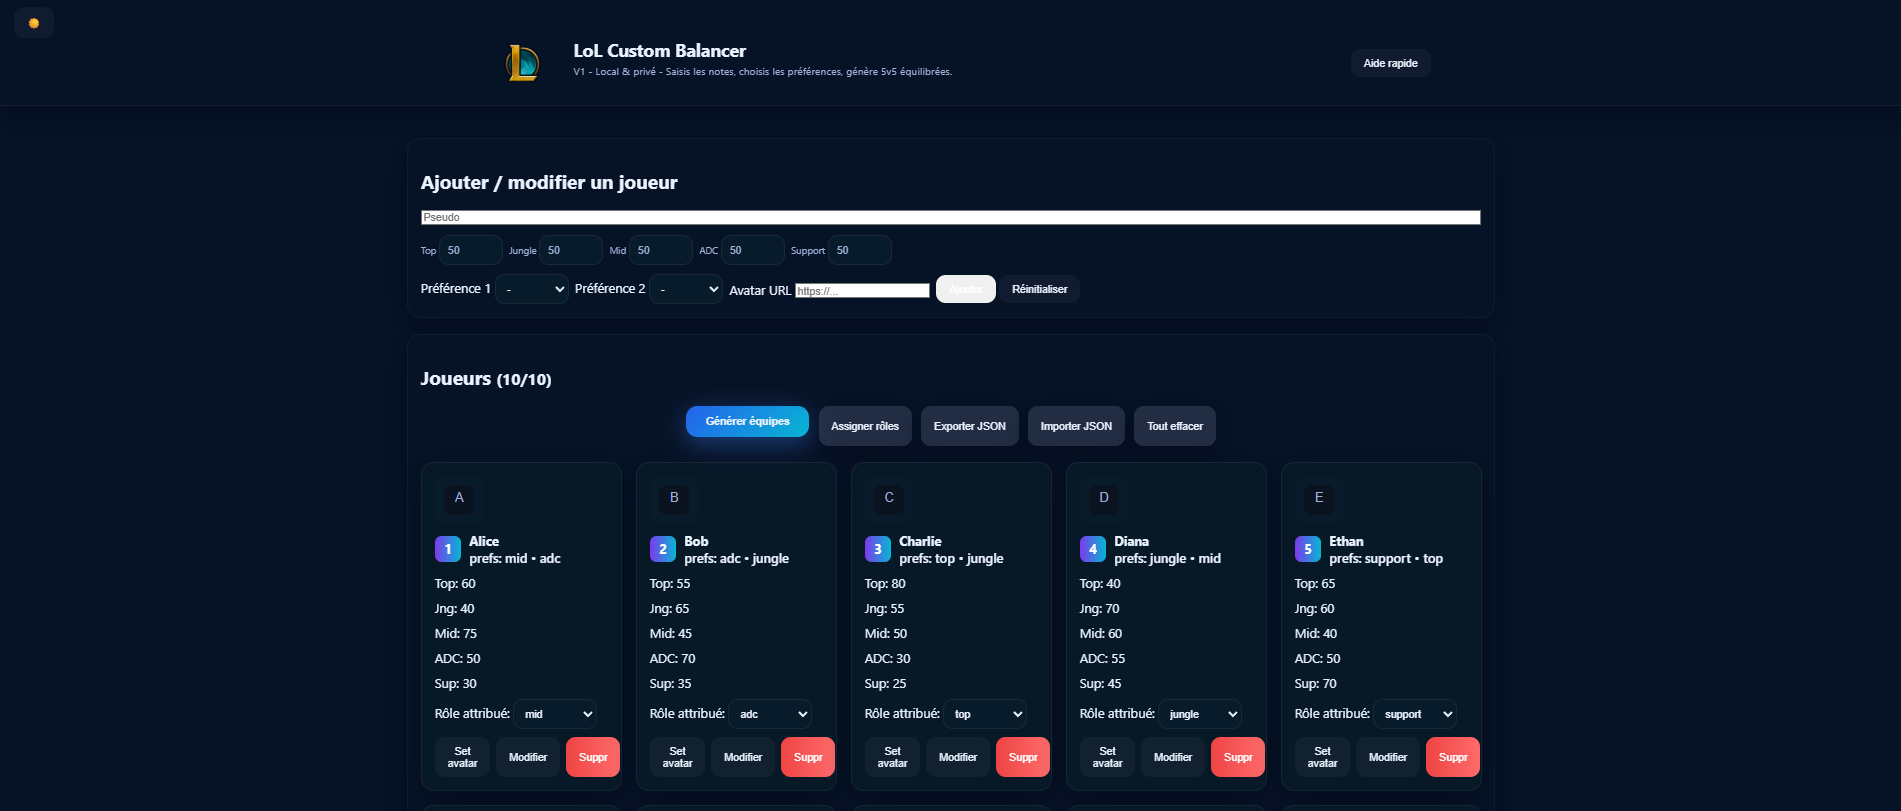 LoL Custom Balancer
V1 - Local & privé - Saisis les notes, choisis les préférences, génère 5v5 équilibrées.
Aide rapide
Ajouter / modifier un joueur
Pseudo
Top 50 Jungle 50 Mid 50 ADC 50 Support 50
Préférence 1 - Préférence 2 - Avatar URL https://... Ajouter Réinitialiser
Joueurs (10/10)
Générer équipes Assigner rôles Exporter JSON Importer JSON Tout effacer
A
1 Alice
prefs: mid • adc
Top: 60
Jng: 40
Mid: 75
ADC: 50
Sup: 30
Rôle attribué: mid
Set avatar Modifier Suppr
B
2 Bob
prefs: adc • jungle
Top: 55
Jng: 65
Mid: 45
ADC: 70
Sup: 35
Rôle attribué: adc
Set avatar Modifier Suppr
C
3 Charlie
prefs: top • jungle
Top: 80
Jng: 55
Mid: 50
ADC: 30
Sup: 25
Rôle attribué: top
Set avatar Modifier Suppr
D
4 Diana
prefs: jungle • mid
Top: 40
Jng: 70
Mid: 60
ADC: 55
Sup: 45
Rôle attribué: jungle
Set avatar Modifier Suppr
E
5 Ethan
prefs: support • top
Top: 65
Jng: 60
Mid: 40
ADC: 50
Sup: 70
Rôle attribué: support
Set avatar Modifier Suppr